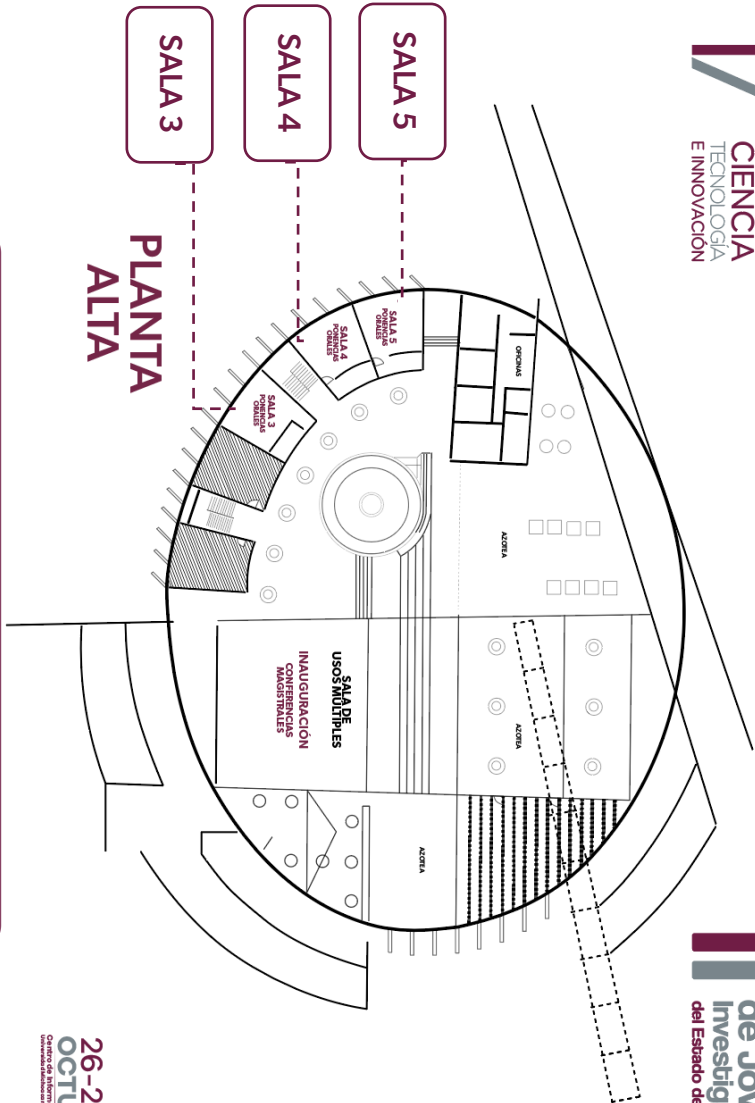 CIENCIA
TECNOLOGÍA
E INNOVACIÓN
de
Investig
del Estado de
SALA 5
SALA 4
SALA 3
PLANTA
ALTA
OFICINAS
SALA 5
PONENCIAS
ORALES
SALA 4
PONENCIAS
ORALES
SALA 3
PONENCIAS
ORALES
AZOTEA
AZOTEA
AZOTEA
SALA DE
USOS MÚLTIPLES
INAUGURACIÓN
CONFERENCIAS
MAGISTRALES
26-2
OCTU
Centro de Inform